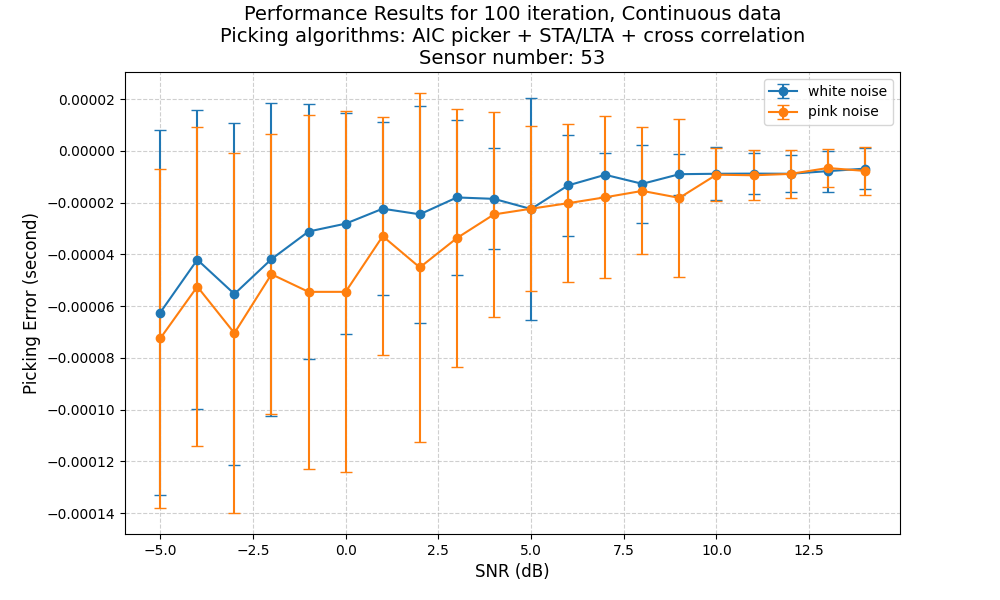 Performance Results for 100 iteration, Continuous data
Picking algorithms: AIC picker + STA/LTA + cross correlation
Sensor number: 53
white noise
pink noise
Picking Error (second)
0.00002
0.00000
−0.00002
−0.00004
−0.00006
−0.00008
−0.00010
−0.00012
−0.00014
−5.0
−2.5
0.0
2.5
5.0
7.5
10.0
12.5
SNR (dB)